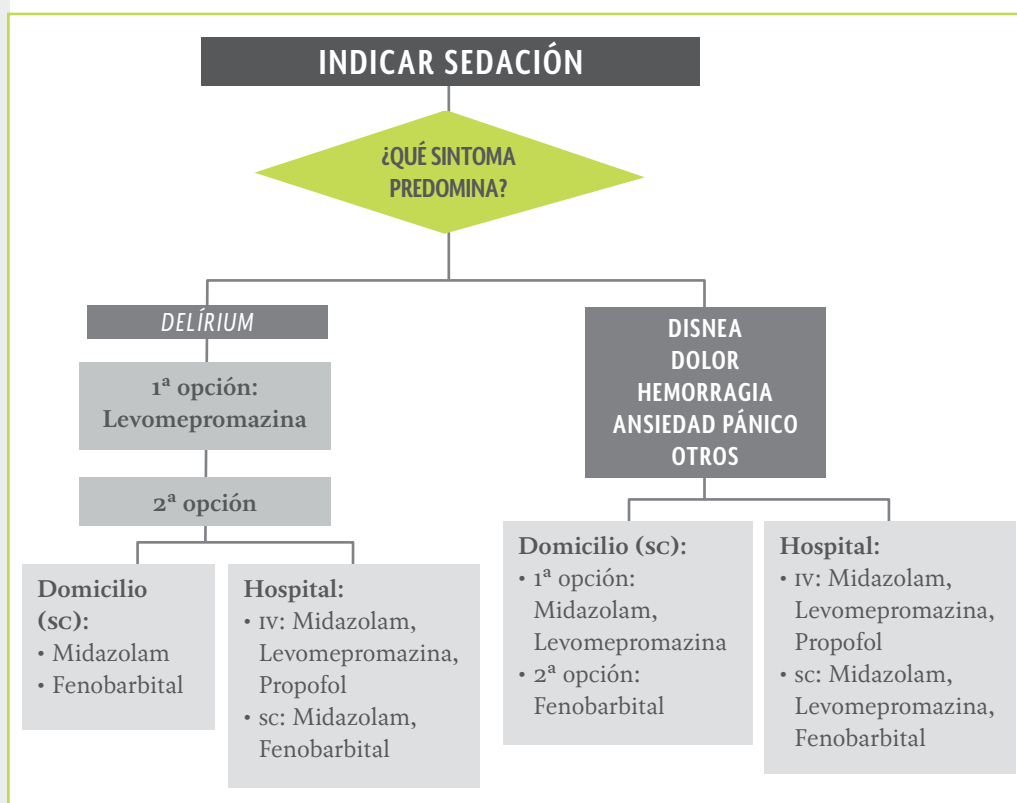 INDICAR SEDACIÓN
¿QUÉ SINTOMA
PREDOMINA?
DELÍRIUM
1ª opción:
Levomepromazina
2ª opción
Domicilio
(SC):
• Midazolam
• Fenobarbital
Hospital:
• IV: Midazolam,
Levomepromazina,
Propofol
• SC: Midazolam,
Fenobarbital
DISNEA
DOLOR
HEMORRAGIA
ANSIEDAD PÁNICO
OTROS
Domicilio (SC):
• 1ª opción:
Midazolam,
Levomepromazina
• 2ª opción:
Fenobarbital
Hospital:
• IV: Midazolam,
Levomepromazina,
Propofol
• SC: Midazolam,
Levomepromazina,
Fenobarbital